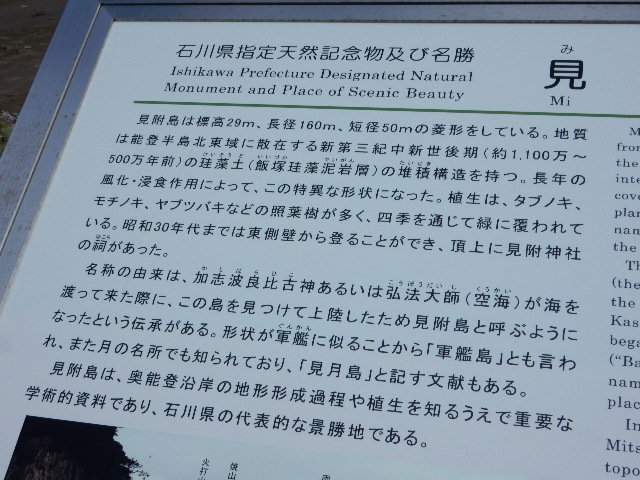 石川県指定天然記念物及び名勝
Ishikawa Prefecture Designated Natural
Monument and Place of Scenic Beauty
み
見
Mi
見附島は標高29m、長径160m、短径50mの菱形をしている。地質
は能登半島北東域に散在する新第三紀中新世後期(約1,100万～
500万年前)の珪藻土(飯塚珪藻泥岩層)の堆積構造を持つ。長年の
風化・浸食作用によって、この特異な形状になった。植生は、タブノキ、
モチノキ、ヤブツバキなどの照葉樹が多く、四季を通じて緑に覆われて
いる。昭和30年代までは東側壁から登ることができ、頂上に見附神社
の祠があった。
名称の由来は、加志波良比古神あるいは弘法大師(空海)が海を
渡って来た際に、この島を見つけて上陸したため見附島と呼ぶように
なったという伝承がある。形状が軍艦に似ることから「軍艦島」とも言わ
れ、また月の名所でも知られており、「見月島」と記す文献もある。
見附島は、奥能登沿岸の地形形成過程や植生を知るうえで重要な
学術的資料であり、石川県の代表的な景勝地である。
from
the
inte
cove
plar
nam
the
Th
(the
the
Kas
bega
("Ba
nam
place
In
Mits
topo